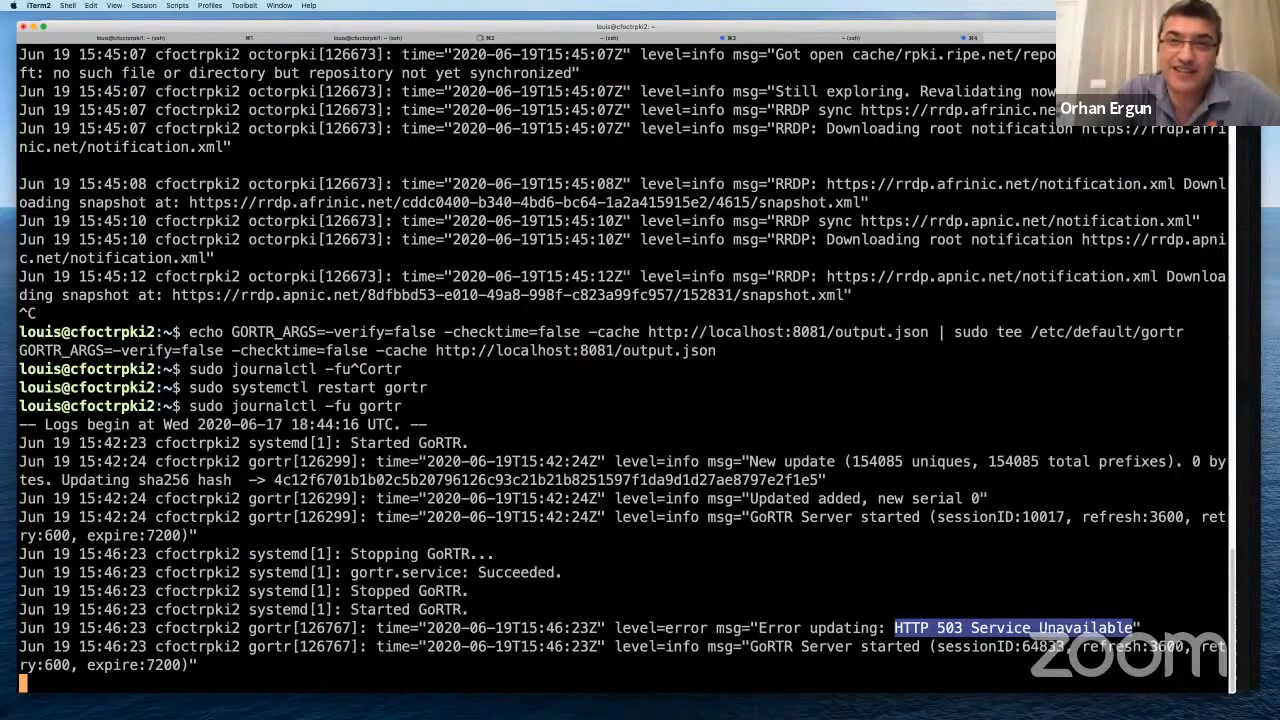 iTerm2 Shell Edit View Session Scripts Profiles Toolbelt Window Help
louis@cfoctorpki2: ~
louis@cfoctrpki1: ~ (ssh) ⌘1 louis@cfoctrpki2: ~ (ssh) ⌘2 ~ (zsh) ⌘3 ~ (zsh) ⌘4
Jun 19 15:45:07 cfoctrpki2 octorpki[126673]: time="2020-06-19T15:45:07Z" level=info msg="Got open cache/rpki.ripe.net/repo
ft: no such file or directory but repository not yet synchronized"
Jun 19 15:45:07 cfoctrpki2 octorpki[126673]: time="2020-06-19T15:45:07Z" level=info msg="Still exploring. Revalidating now
Jun 19 15:45:07 cfoctrpki2 octorpki[126673]: time="2020-06-19T15:45:07Z" level=info msg="RRDP sync https://rrdp.afrinic.ne
Jun 19 15:45:07 cfoctrpki2 octorpki[126673]: time="2020-06-19T15:45:07Z" level=info msg="RRDP: Downloading root notification https://rrdp.afri
nic.net/notification.xml"
Jun 19 15:45:08 cfoctrpki2 octorpki[126673]: time="2020-06-19T15:45:08Z" level=info msg="RRDP: https://rrdp.afrinic.net/notification.xml Downl
oading snapshot at: https://rrdp.afrinic.net/cddc0400-b340-4bd6-bc64-1a2a415915e2/4615/snapshot.xml"
Jun 19 15:45:10 cfoctrpki2 octorpki[126673]: time="2020-06-19T15:45:10Z" level=info msg="RRDP sync https://rrdp.apnic.net/notification.xml"
Jun 19 15:45:10 cfoctrpki2 octorpki[126673]: time="2020-06-19T15:45:10Z" level=info msg="RRDP: Downloading root notification https://rrdp.apni
c.net/notification.xml"
Jun 19 15:45:12 cfoctrpki2 octorpki[126673]: time="2020-06-19T15:45:12Z" level=info msg="RRDP: https://rrdp.apnic.net/notification.xml Downloa
ding snapshot at: https://rrdp.apnic.net/8dfbbd53-e010-49a8-998f-c823a99fc957/152831/snapshot.xml"
^C
louis@cfoctrpki2:~$ echo GORTR_ARGS=-verify=false -checktime=false -cache http://localhost:8081/output.json | sudo tee /etc/default/gortr
GORTR_ARGS=-verify=false -checktime=false -cache http://localhost:8081/output.json
louis@cfoctrpki2:~$ sudo journalctl -fu^Cortr
louis@cfoctrpki2:~$ sudo systemctl restart gortr
louis@cfoctrpki2:~$ sudo journalctl -fu gortr
-- Logs begin at Wed 2020-06-17 18:44:16 UTC. --
Jun 19 15:42:23 cfoctrpki2 systemd[1]: Started GoRTR.
Jun 19 15:42:24 cfoctrpki2 gortr[126299]: time="2020-06-19T15:42:24Z" level=info msg="New update (154085 uniques, 154085 total prefixes). 0 by
tes. Updating sha256 hash  -> 4c12f6701b1b02c5b20796125c93c21b21b8251597f1da9d1d27ae8797e2f1e5"
Jun 19 15:42:24 cfoctrpki2 gortr[126299]: time="2020-06-19T15:42:24Z" level=info msg="Updated added, new serial 0"
Jun 19 15:42:24 cfoctrpki2 gortr[126299]: time="2020-06-19T15:42:24Z" level=info msg="GoRTR Server started (sessionID:10017, refresh:3600, ret
ry:600, expire:7200)"
Jun 19 15:46:23 cfoctrpki2 systemd[1]: Stopping GoRTR...
Jun 19 15:46:23 cfoctrpki2 systemd[1]: gortr.service: Succeeded.
Jun 19 15:46:23 cfoctrpki2 systemd[1]: Stopped GoRTR.
Jun 19 15:46:23 cfoctrpki2 systemd[1]: Started GoRTR.
Jun 19 15:46:23 cfoctrpki2 gortr[126767]: time="2020-06-19T15:46:23Z" level=error msg="Error updating: HTTP 503 Service Unavailable"
Jun 19 15:46:23 cfoctrpki2 gortr[126767]: time="2020-06-19T15:46:23Z" level=info msg="GoRTR Server started (sessionID:64833, refresh:3600, ret
ry:600, expire:7200)"
Orhan Ergun
zoom